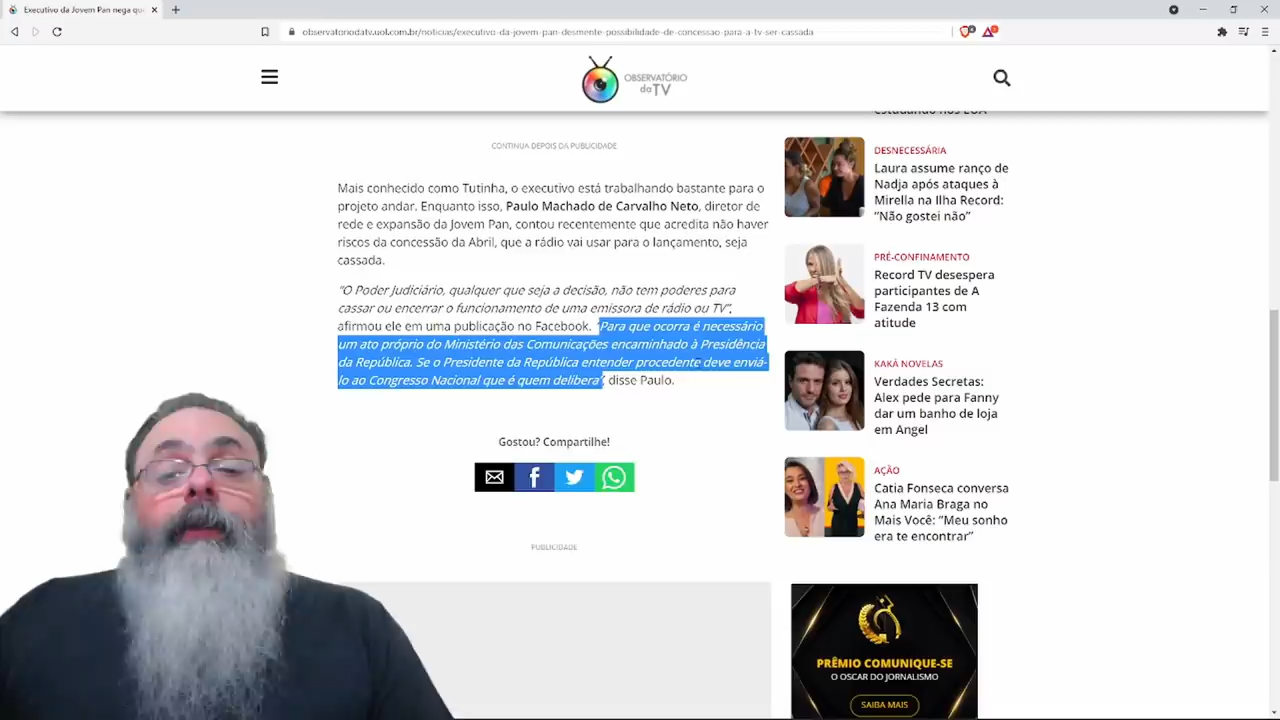 Executivo da Jovem Pan nega qu
observatoriodatv.uol.com.br/noticias/executivo-da-jovem-pan-desmente-possibilidade-de-concessao-para-a-tv-ser-cassada
OBSERVATÓRIO
daTV
CONTINUA DEPOIS DA PUBLICIDADE
Mais conhecido como Tutinha, o executivo está trabalhando bastante para o
projeto andar. Enquanto isso, Paulo Machado de Carvalho Neto, diretor de
rede e expansão da Jovem Pan, contou recentemente que acredita não haver
riscos da concessão da Abril, que a rádio vai usar para o lançamento, seja
cassada.
"O Poder Judiciário, qualquer que seja a decisão, não tem poderes para
cassar ou encerrar o funcionamento de uma emissora de rádio ou TV",
afirmou ele em uma publicação no Facebook. "Para que ocorra é necessário
um ato próprio do Ministério das Comunicações encaminhado à Presidência
da República. Se o Presidente da República entender procedente deve enviá-
lo ao Congresso Nacional que é quem delibera", disse Paulo.
Gostou? Compartilhe!
PUBLICIDADE
Estudando nos EUA
DESNECESSÁRIA
Laura assume ranço de
Nadja após ataques à
Mirella na Ilha Record:
"Não gostei não"
PRÉ-CONFINAMENTO
Record TV desespera
participantes de A
Fazenda 13 com
atitude
KAKÁ NOVELAS
Verdades Secretas:
Alex pede para Fanny
dar um banho de loja
em Angel
AÇÃO
Catia Fonseca conversa
Ana Maria Braga no
Mais Você: "Meu sonho
era te encontrar"
PRÊMIO COMUNIQUE-SE
O OSCAR DO JORNALISMO
SAIBA MAIS